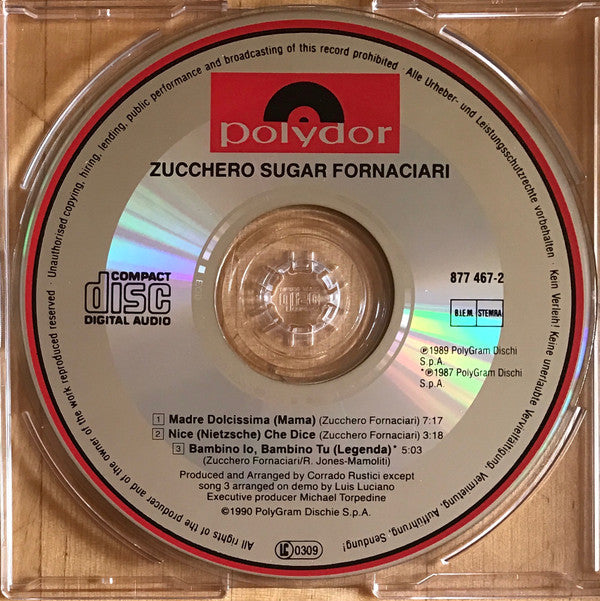 All rights of the producer and of the owner of the work reproduced reserved · Unauthorised copying, hiring, lending, public performance and broadcasting of this record prohibited · Alle Urheber- und Leistungsschutzrechte vorbehalten · Kein Verleih! Keine unerlaubte Vervielfältigung, Vermietung, Aufführung, Sendung!
polydor
ZUCCHERO SUGAR FORNACIARI
COMPACT
disc
DIGITAL AUDIO
877 467-2
B.I.E.M. STEMRA
℗1989 PolyGram Dischi
S.p.A.
*℗1987 PolyGram Dischi
S.p.A.
1 Madre Dolcissima (Mama) (Zucchero Fornaciari) 7:17
2 Nice (Nietzsche) Che Dice (Zucchero Fornaciari) 3:18
3 Bambino Io, Bambino Tu (Legenda)* 5:03
(Zucchero Fornaciari/R. Jones-Mamoliti)
Produced and Arranged by Corrado Rustici except
song 3 arranged on demo by Luis Luciano
Executive producer Michael Torpedine
©1990 PolyGram Dischie S.p.A.
LC 0309